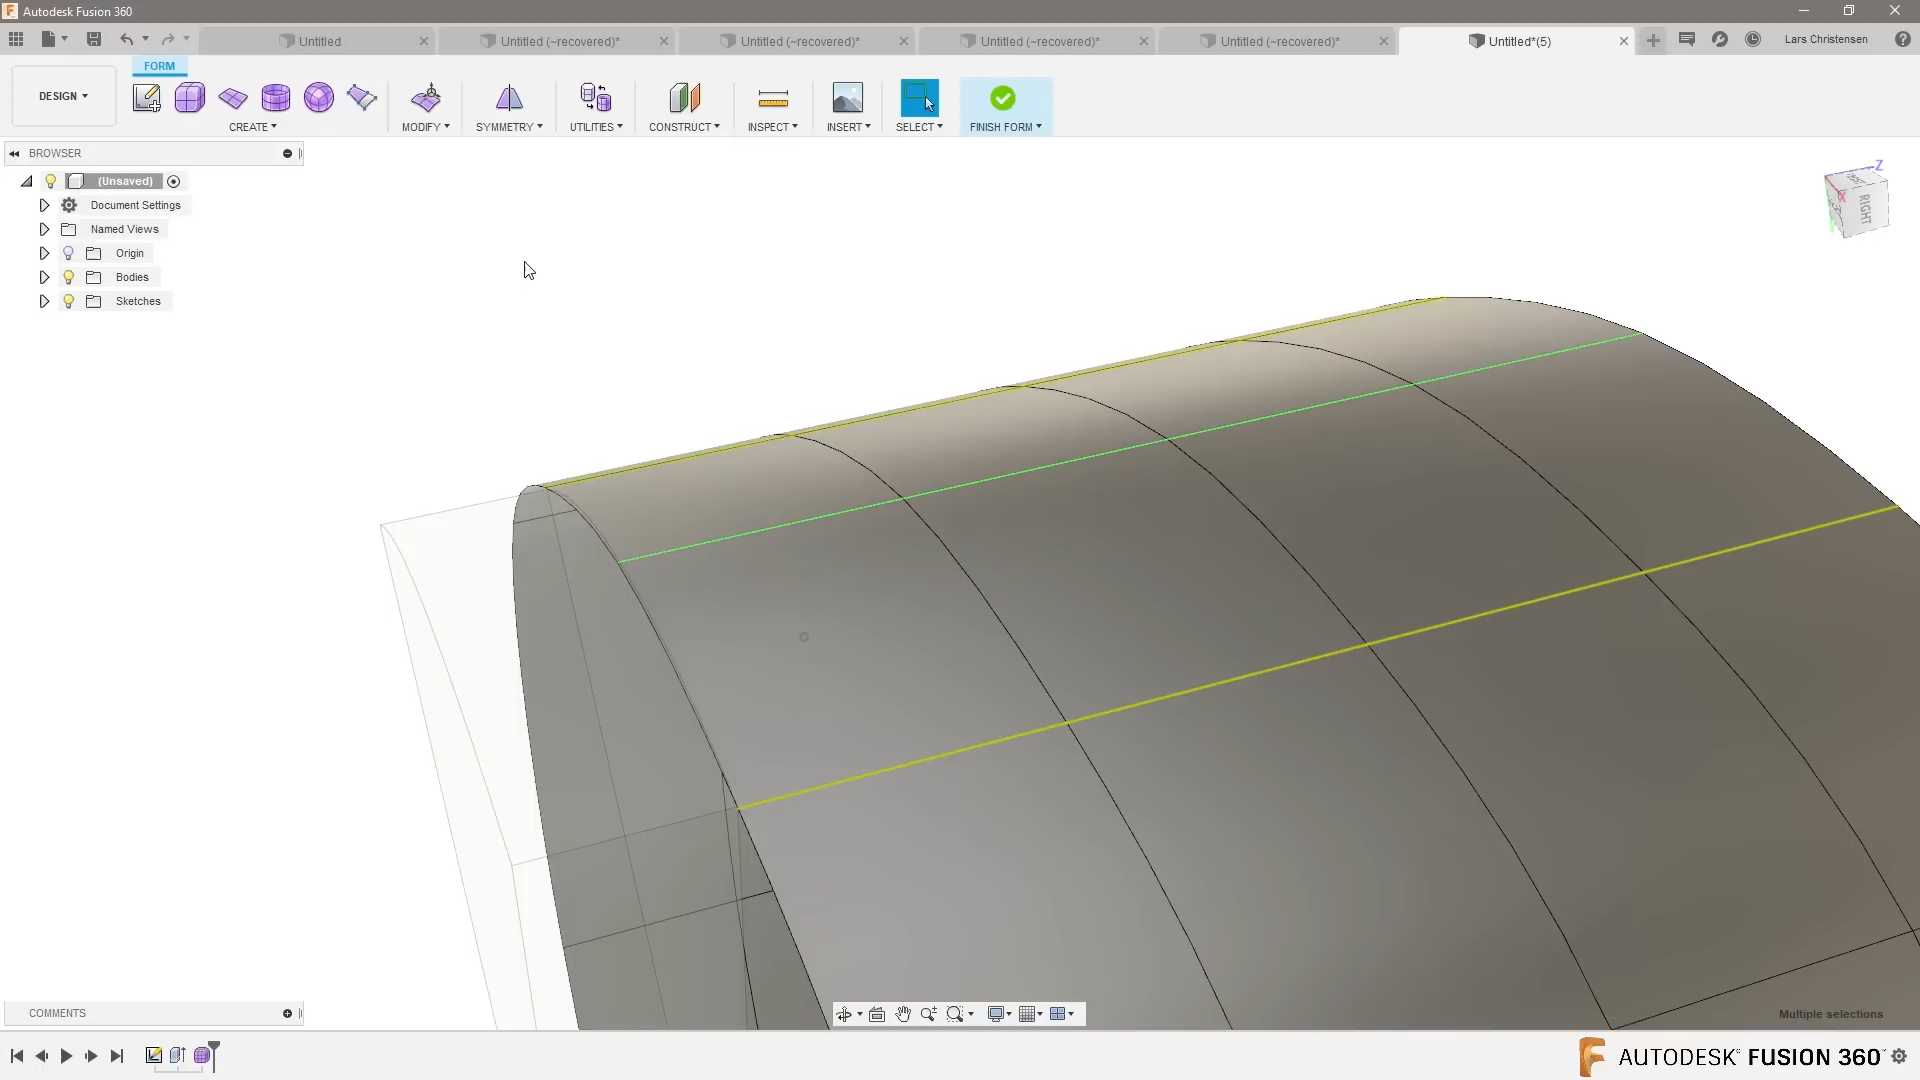 Autodesk Fusion 360
Untitled
Untitled (~recovered)*
Untitled (~recovered)*
Untitled (~recovered)*
Untitled (~recovered)*
Untitled*(5)
Lars Christensen
DESIGN
FORM
CREATE
MODIFY
SYMMETRY
UTILITIES
CONSTRUCT
INSPECT
INSERT
SELECT
FINISH FORM
BROWSER
(Unsaved)
Document Settings
Named Views
Origin
Bodies
Sketches
Z
X
RIGHT
COMMENTS
Multiple selections
AUTODESK FUSION 360